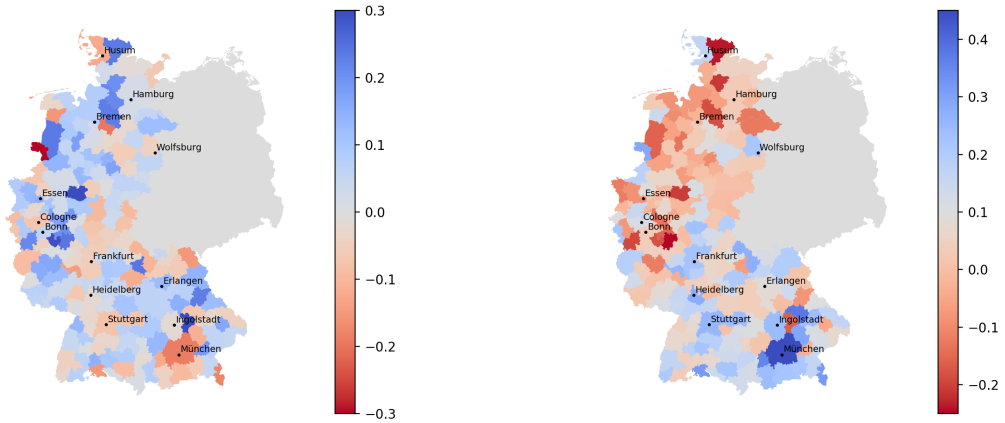 Husum
Hamburg
Bremen
Wolfsburg
Essen
Cologne
Bonn
Frankfurt
Erlangen
Heidelberg
Stuttgart
Ingolstadt
München
0.3
0.2
0.1
0.0
−0.1
−0.2
−0.3
Husum
Hamburg
Bremen
Wolfsburg
Essen
Cologne
Bonn
Frankfurt
Erlangen
Heidelberg
Stuttgart
Ingolstadt
München
0.4
0.3
0.2
0.1
0.0
−0.1
−0.2